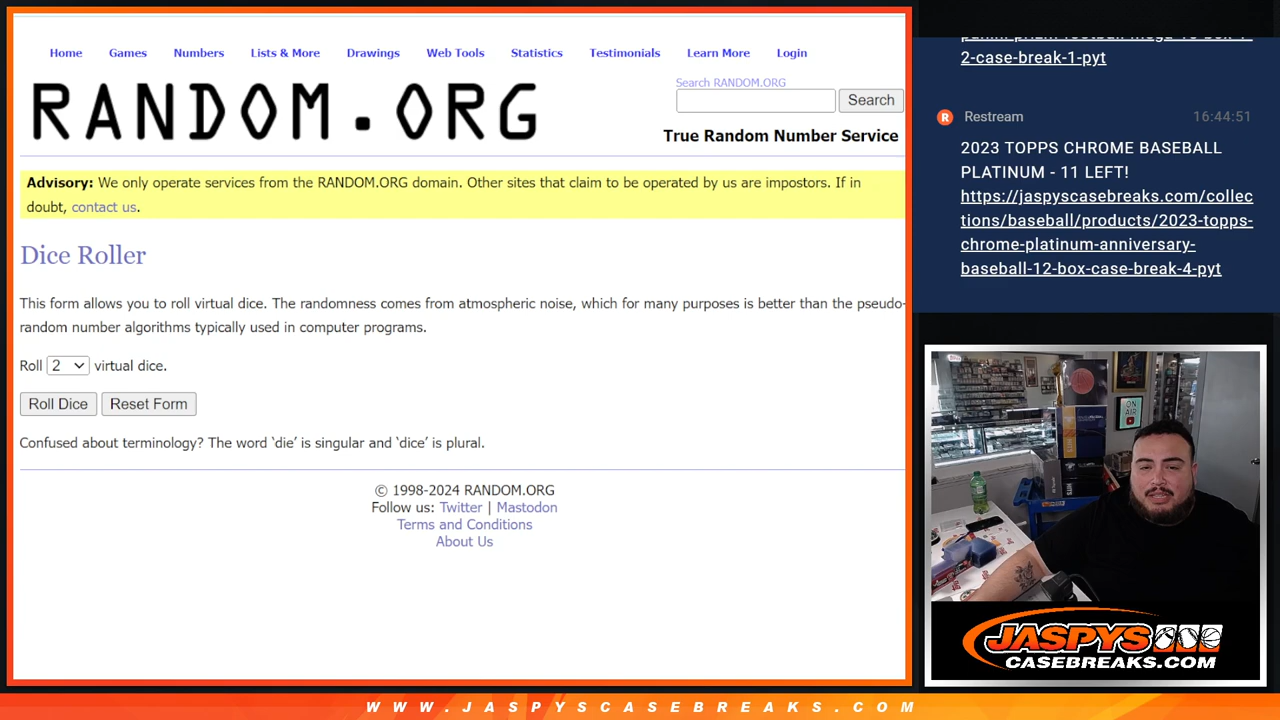 Home Games Numbers Lists & More Drawings Web Tools Statistics Testimonials Learn More Login
RANDOM.ORG
Search RANDOM.ORG
Search
True Random Number Service
Advisory: We only operate services from the RANDOM.ORG domain. Other sites that claim to be operated by us are impostors. If in
doubt, contact us.
Dice Roller
This form allows you to roll virtual dice. The randomness comes from atmospheric noise, which for many purposes is better than the pseudo-
random number algorithms typically used in computer programs.
Roll 2 virtual dice.
Roll Dice Reset Form
Confused about terminology? The word ‘die’ is singular and ‘dice’ is plural.
© 1998-2024 RANDOM.ORG
Follow us: Twitter | Mastodon
Terms and Conditions
About Us
2-case-break-1-pyt
R Restream 16:44:51
2023 TOPPS CHROME BASEBALL
PLATINUM - 11 LEFT!
https://jaspyscasebreaks.com/collec
tions/baseball/products/2023-topps-
chrome-platinum-anniversary-
baseball-12-box-case-break-4-pyt
ON
AIR
JASPYS
CASEBREAKS.COM
WWW.JASPYSCASEBREAKS.COM